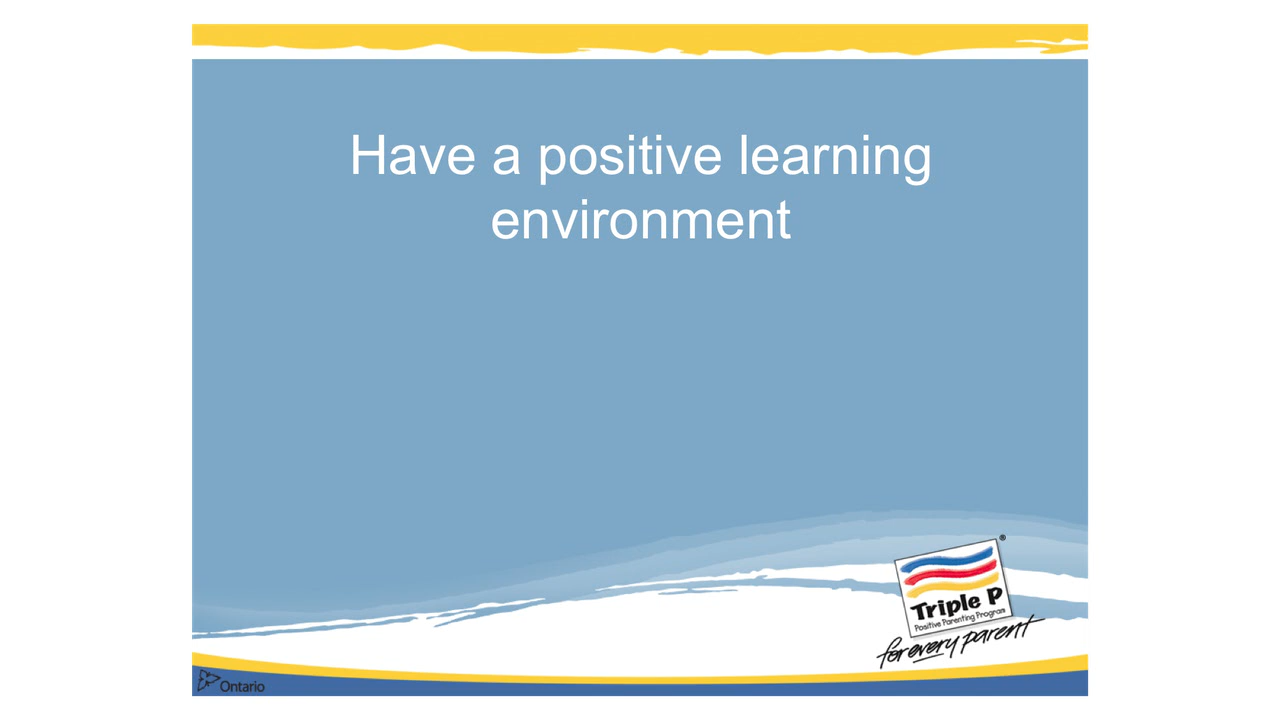 Have a positive learning
environment
®
Triple P
Positive Parenting Program
for every parent
Ontario